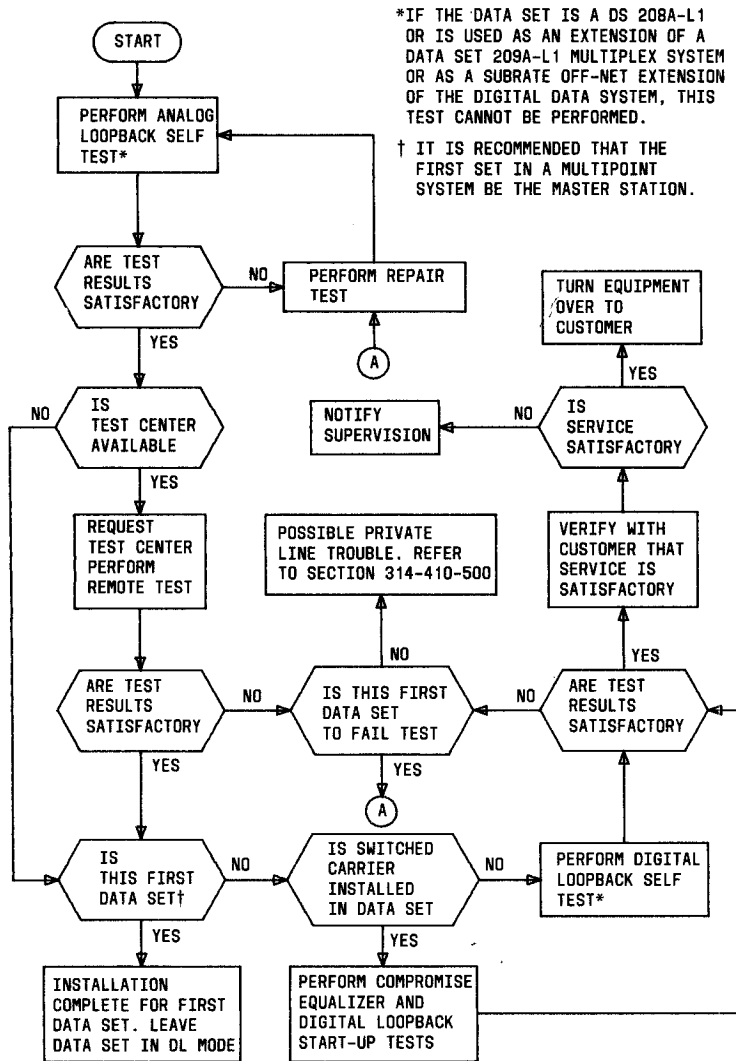 *IF THE DATA SET IS A DS 208A-L1
OR IS USED AS AN EXTENSION OF A
DATA SET 209A-L1 MULTIPLEX SYSTEM
OR AS A SUBRATE OFF-NET EXTENSION
OF THE DIGITAL DATA SYSTEM, THIS
TEST CANNOT BE PERFORMED.
† IT IS RECOMMENDED THAT THE
FIRST SET IN A MULTIPOINT
SYSTEM BE THE MASTER STATION.
START
PERFORM ANALOG
LOOPBACK SELF
TEST*
ARE TEST
RESULTS
SATISFACTORY
NO
PERFORM REPAIR
TEST
A
YES
IS
TEST CENTER
AVAILABLE
NO
YES
REQUEST
TEST CENTER
PERFORM
REMOTE TEST
ARE TEST
RESULTS
SATISFACTORY
NO
IS THIS FIRST
DATA SET
TO FAIL TEST
NO
POSSIBLE PRIVATE
LINE TROUBLE. REFER
TO SECTION 314-410-500
YES
A
YES
IS
THIS FIRST
DATA SET†
NO
IS SWITCHED
CARRIER
INSTALLED
IN DATA SET
NO
PERFORM DIGITAL
LOOPBACK SELF
TEST*
YES
INSTALLATION
COMPLETE FOR FIRST
DATA SET. LEAVE
DATA SET IN DL MODE
YES
PERFORM COMPROMISE
EQUALIZER AND
DIGITAL LOOPBACK
START-UP TESTS
ARE TEST
RESULTS
SATISFACTORY
NO
YES
VERIFY WITH
CUSTOMER THAT
SERVICE IS
SATISFACTORY
IS
SERVICE
SATISFACTORY
NO
NOTIFY
SUPERVISION
YES
TURN EQUIPMENT
OVER TO
CUSTOMER